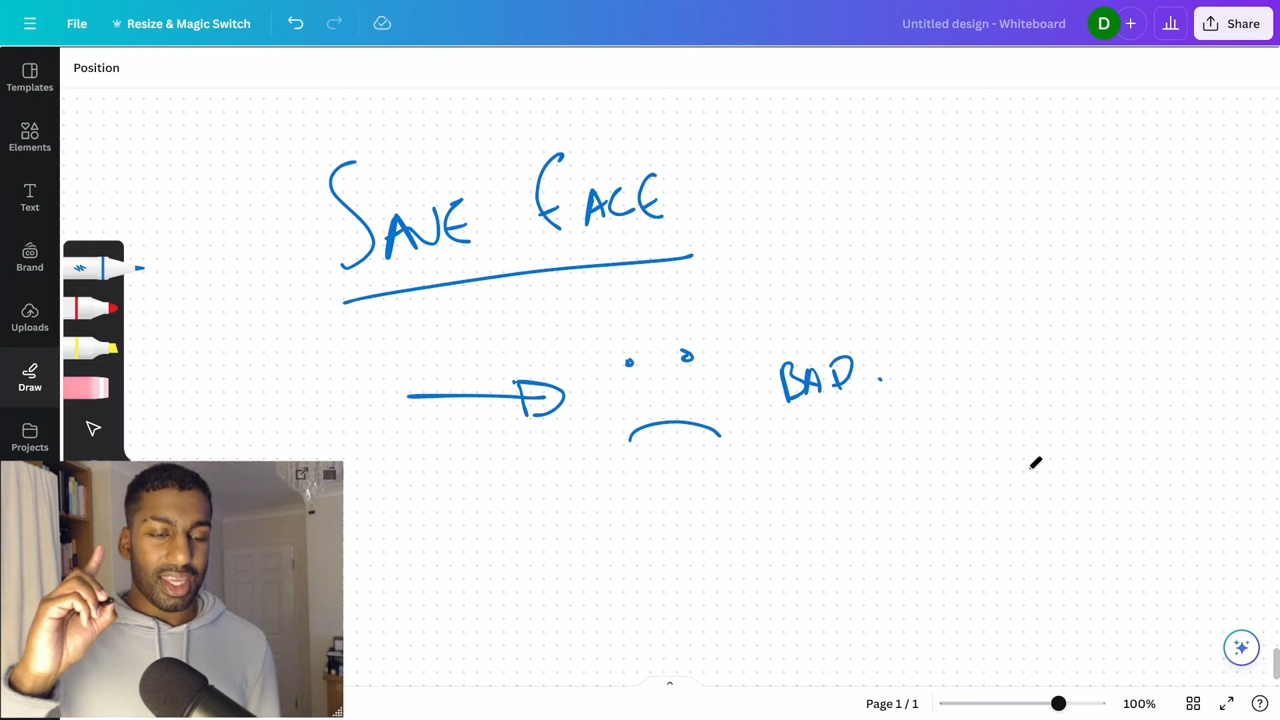 File
Resize & Magic Switch
Untitled design - Whiteboard
D
Share
Position
Templates
Elements
Text
Brand
Uploads
Draw
Projects
SAVE FACE
BAD.
Page 1 / 1
100%